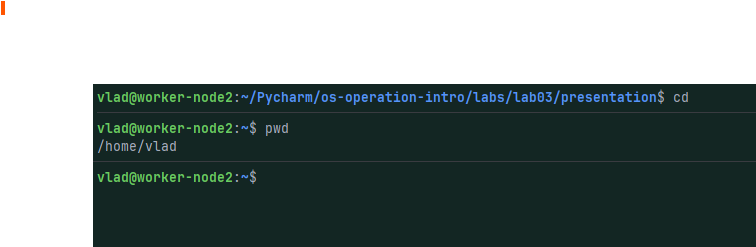 vlad@worker-node2:~/Pycharm/os-operation-intro/labs/lab03/presentation$ cd
vlad@worker-node2:~$ pwd
/home/vlad
vlad@worker-node2:~$